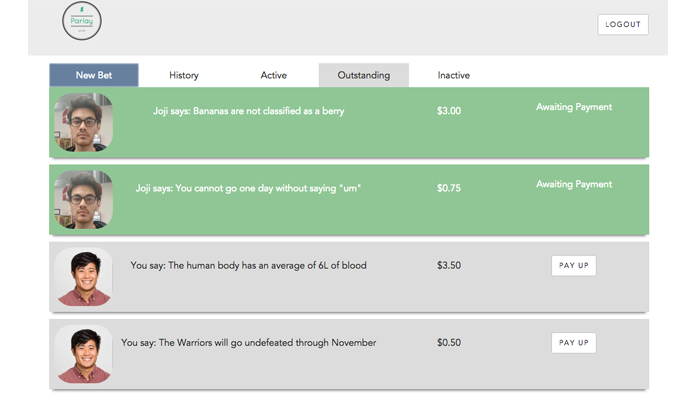 Parlay
LOGOUT
New Bet
History
Active
Outstanding
Inactive
Joji says: Bananas are not classified as a berry
$3.00
Awaiting Payment
Joji says: You cannot go one day without saying "um"
$0.75
Awaiting Payment
You say: The human body has an average of 6L of blood
$3.50
PAY UP
You say: The Warriors will go undefeated through November
$0.50
PAY UP